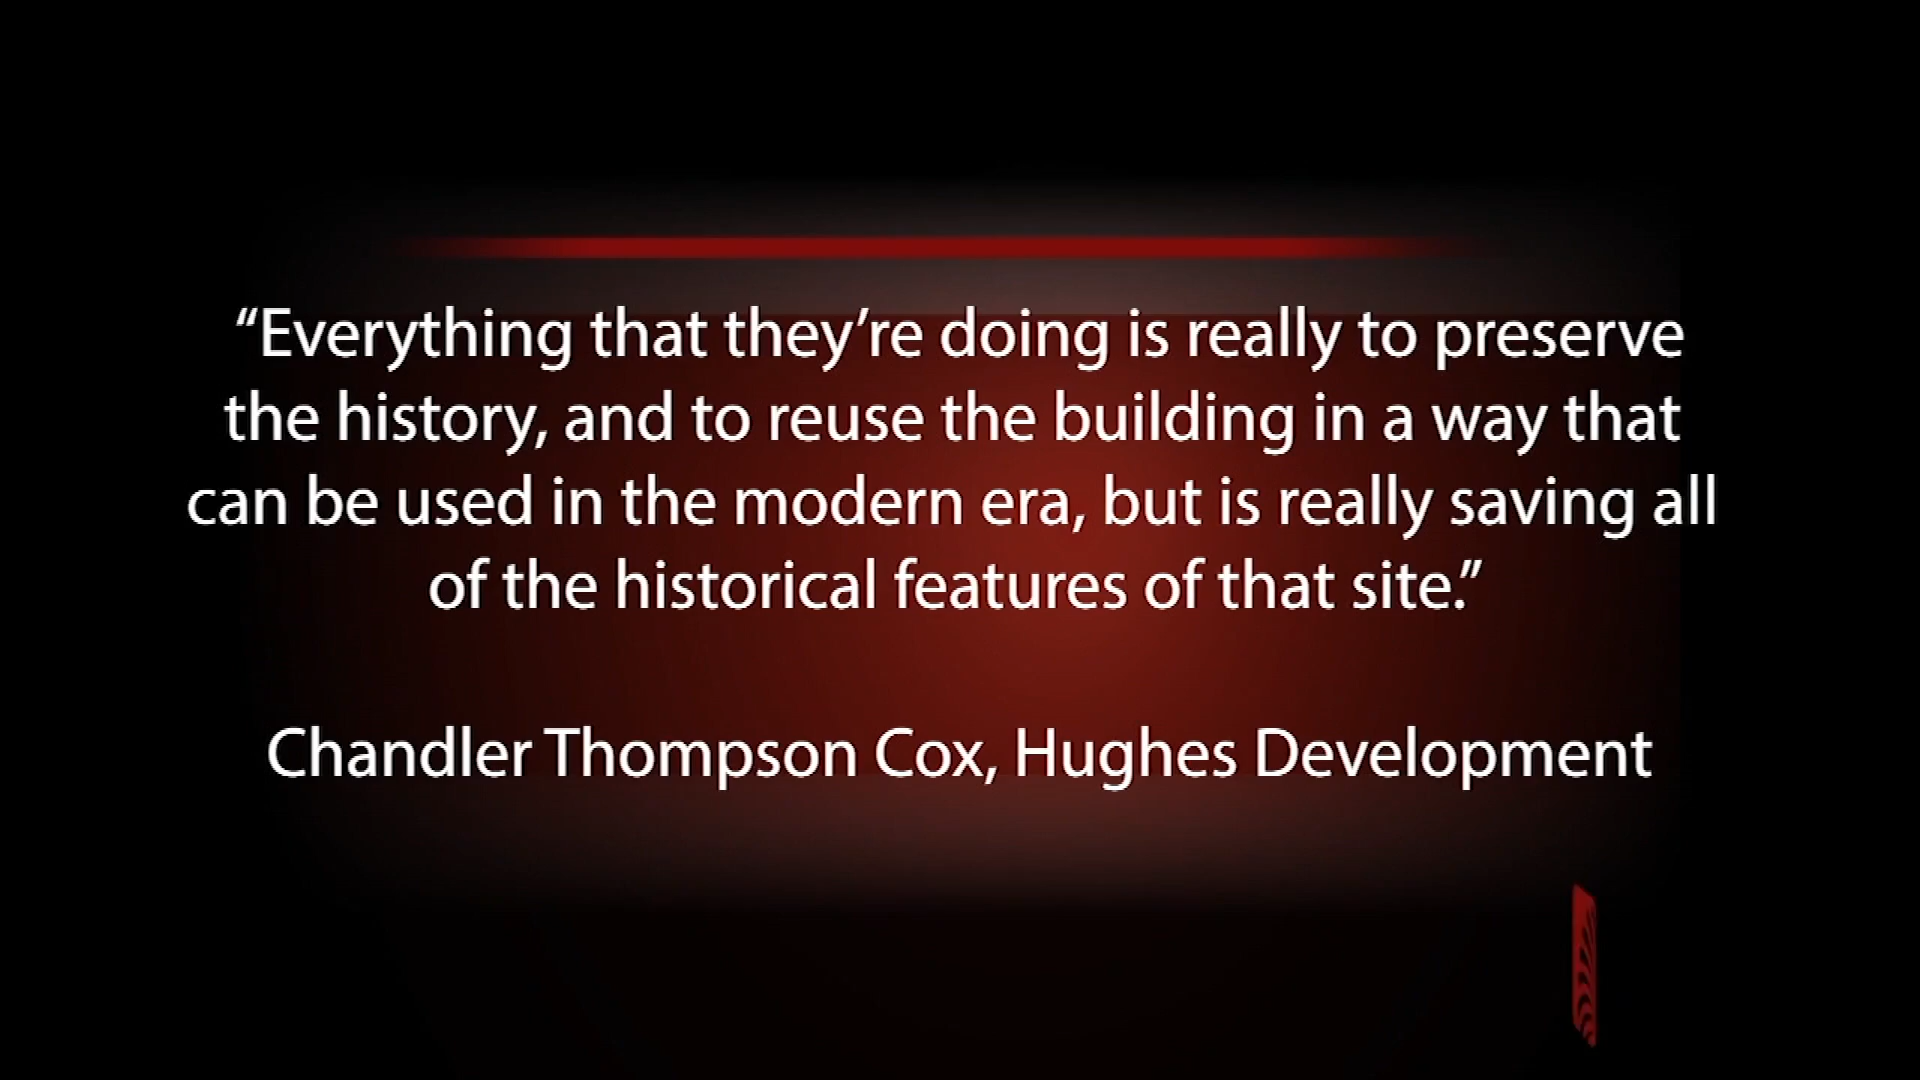 “Everything that they’re doing is really to preserve
the history, and to reuse the building in a way that
can be used in the modern era, but is really saving all
of the historical features of that site.”
Chandler Thompson Cox, Hughes Development